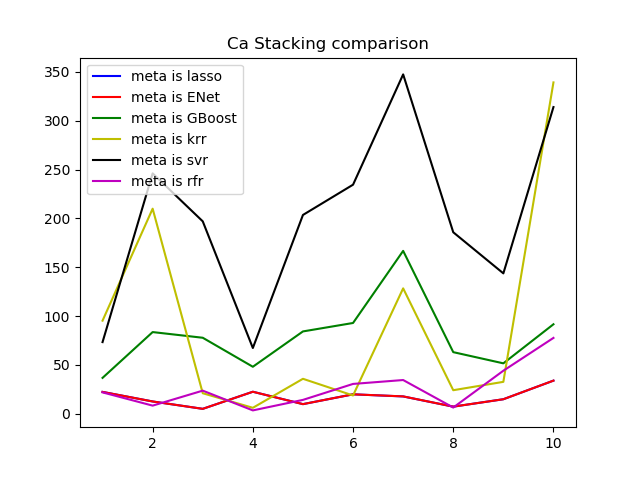 Ca Stacking comparison
350
300
250
200
150
100
50
0
meta is lasso
meta is ENet
meta is GBoost
meta is krr
meta is svr
meta is rfr
2
4
6
8
10